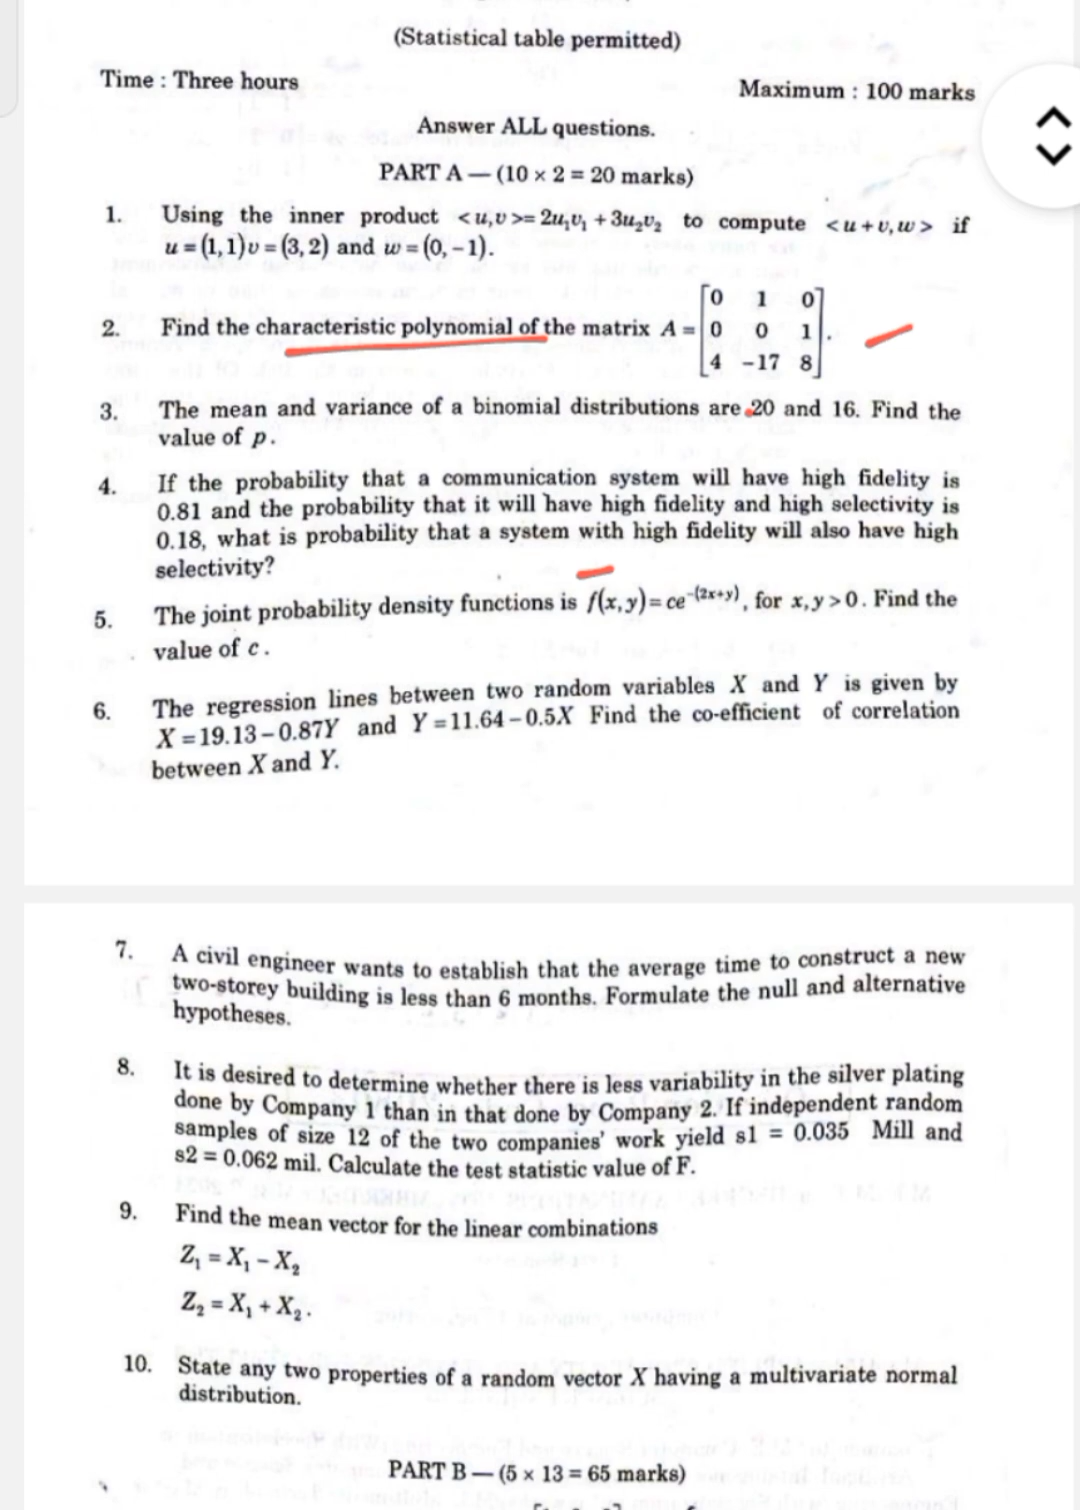 (Statistical table permitted)
Time : Three hours
Maximum : 100 marks
Answer ALL questions.
PART A — (10 × 2 = 20 marks)
1. Using the inner product <u,v>= 2u₁v₁ + 3u₂v₂ to compute <u+v,w> if
u = (1,1)v = (3,2) and w = (0,−1).
2. Find the characteristic polynomial of the matrix A = [0 1 0
0 0 1
4 -17 8].
3. The mean and variance of a binomial distributions are 20 and 16. Find the
value of p.
4. If the probability that a communication system will have high fidelity is
0.81 and the probability that it will have high fidelity and high selectivity is
0.18, what is probability that a system with high fidelity will also have high
selectivity?
5. The joint probability density functions is f(x,y)= ce^-(2x+y), for x,y>0. Find the
value of c.
6. The regression lines between two random variables X and Y is given by
X = 19.13 − 0.87Y and Y = 11.64 − 0.5X Find the co-efficient of correlation
between X and Y.
7. A civil engineer wants to establish that the average time to construct a new
two-storey building is less than 6 months. Formulate the null and alternative
hypotheses.
8. It is desired to determine whether there is less variability in the silver plating
done by Company 1 than in that done by Company 2. If independent random
samples of size 12 of the two companies' work yield s1 = 0.035 Mill and
s2 = 0.062 mil. Calculate the test statistic value of F.
9. Find the mean vector for the linear combinations
Z₁ = X₁ − X₂
Z₂ = X₁ + X₂.
10. State any two properties of a random vector X having a multivariate normal
distribution.
PART B — (5 × 13 = 65 marks)